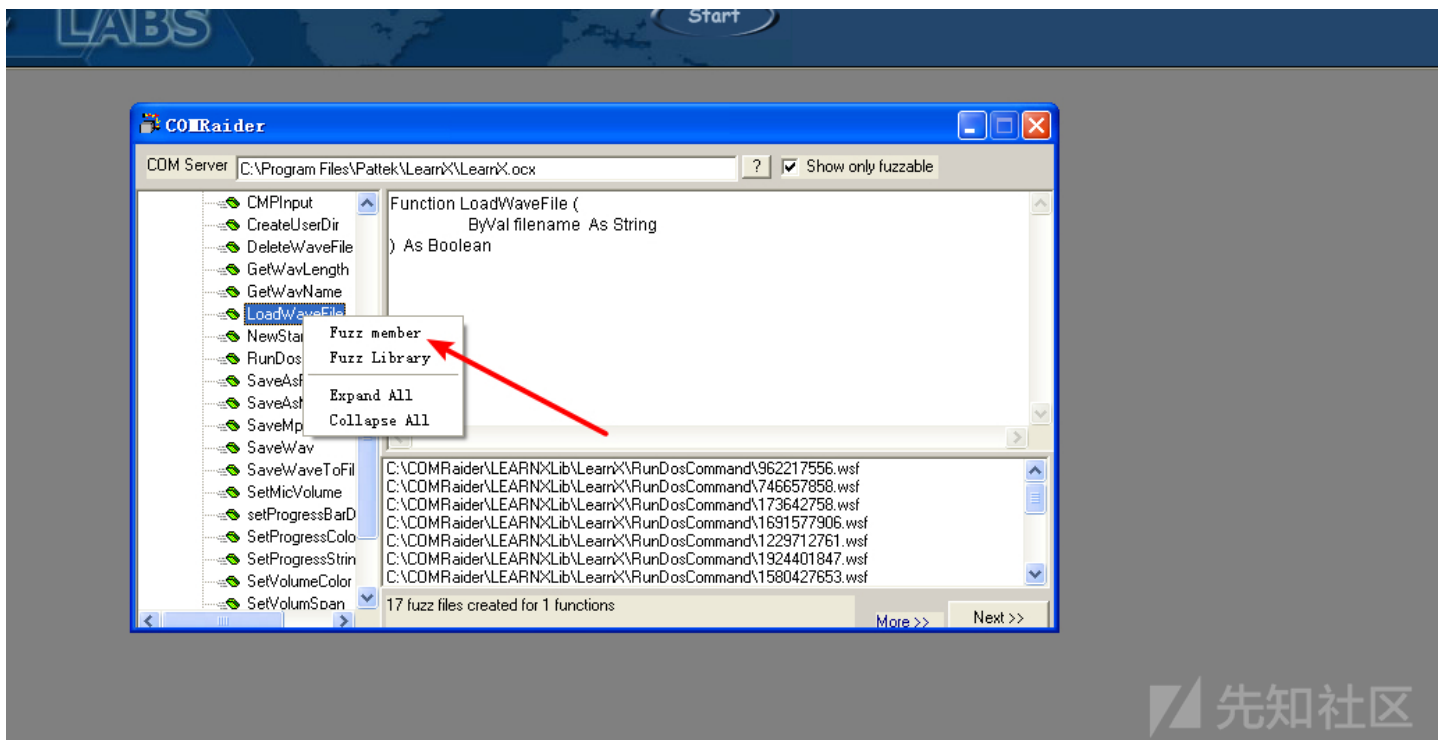 LABS
Start
COMRaider
COM Server C:\Program Files\Pattek\LearnX\LearnX.ocx ? Show only fuzzable
CMPInput
CreateUserDir
DeleteWaveFile
GetWavLength
GetWavName
LoadWaveFile
NewStar
RunDos
SaveAsF
SaveAsM
SaveMp
SaveWav
SaveWaveToFil
SetMicVolume
setProgressBarD
SetProgressColo
SetProgressStrin
SetVolumeColor
SetVolumSpan
Function LoadWaveFile (
ByVal filename As String
) As Boolean
Fuzz member
Fuzz Library
Expand All
Collapse All
C:\COMRaider\LEARNXLib\LearnX\RunDosCommand\962217556.wsf
C:\COMRaider\LEARNXLib\LearnX\RunDosCommand\746657858.wsf
C:\COMRaider\LEARNXLib\LearnX\RunDosCommand\173642758.wsf
C:\COMRaider\LEARNXLib\LearnX\RunDosCommand\1691577906.wsf
C:\COMRaider\LEARNXLib\LearnX\RunDosCommand\1229712761.wsf
C:\COMRaider\LEARNXLib\LearnX\RunDosCommand\1924401847.wsf
C:\COMRaider\LEARNXLib\LearnX\RunDosCommand\1580427653.wsf
17 fuzz files created for 1 functions
More >> Next >>
先知社区